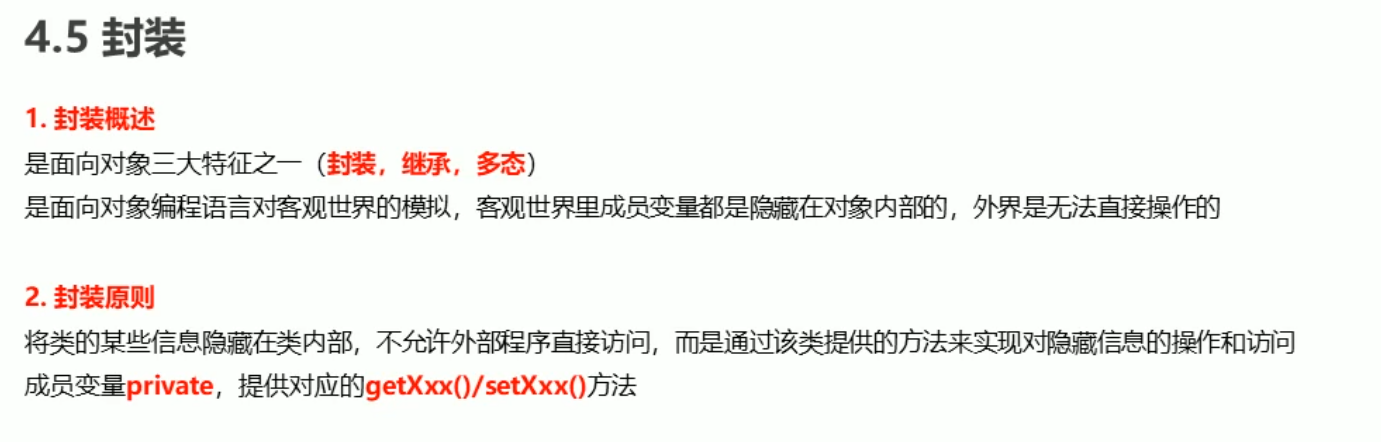 4.5 封装
1. 封装概述
是面向对象三大特征之一（封装，继承，多态）
是面向对象编程语言对客观世界的模拟，客观世界里成员变量都是隐藏在对象内部的，外界是无法直接操作的
2. 封装原则
将类的某些信息隐藏在类内部，不允许外部程序直接访问，而是通过该类提供的方法来实现对隐藏信息的操作和访问
成员变量private，提供对应的getXxx()/setXxx()方法